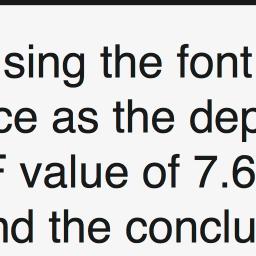 sing the font
ce as the dep
F value of 7.6
nd the conclu